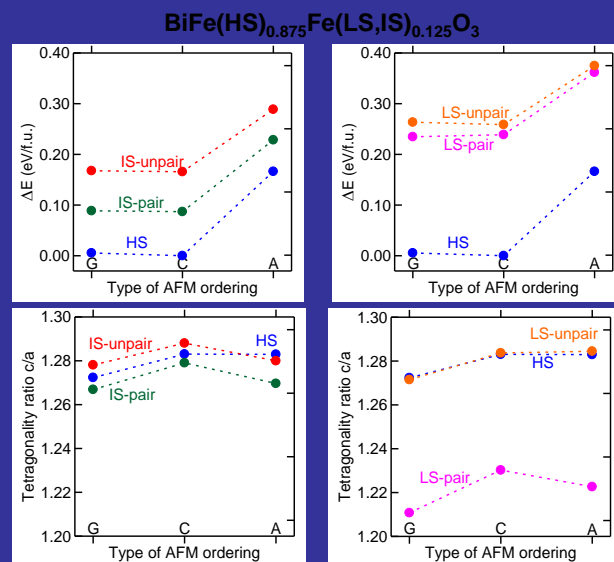 BiFe(HS)0.875Fe(LS,IS)0.125O3
0.40
0.30
0.20
0.10
0.00
ΔE (eV/f.u.)
IS-unpair
IS-pair
HS
G
C
A
Type of AFM ordering
0.40
0.30
0.20
0.10
0.00
ΔE (eV/f.u.)
LS-unpair
LS-pair
HS
G
C
A
Type of AFM ordering
1.30
1.28
1.26
1.24
1.22
1.20
Tetragonality ratio c/a
IS-unpair
HS
IS-pair
G
C
A
Type of AFM ordering
1.30
1.28
1.26
1.24
1.22
1.20
Tetragonality ratio c/a
LS-unpair
HS
LS-pair
G
C
A
Type of AFM ordering